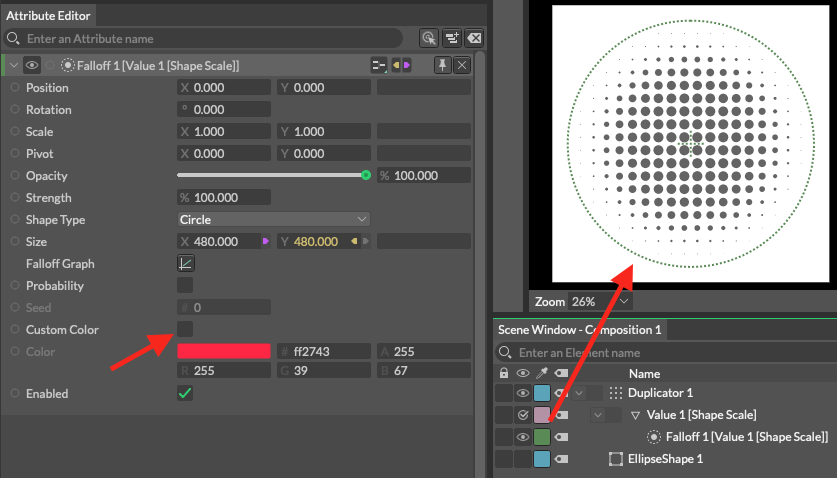 Attribute Editor
Enter an Attribute name
Falloff 1 [Value 1 [Shape Scale]]
Position X 0.000 Y 0.000
Rotation ° 0.000
Scale X 1.000 Y 1.000
Pivot X 0.000 Y 0.000
Opacity % 100.000
Strength % 100.000
Shape Type Circle
Size X 480.000 Y 480.000
Falloff Graph
Probability
Seed # 0
Custom Color
Color # ff2743 A 255
R 255 G 39 B 67
Enabled
Zoom 26%
Scene Window - Composition 1
Enter an Element name
Name
Duplicator 1
Value 1 [Shape Scale]
Falloff 1 [Value 1 [Shape Scale]]
EllipseShape 1